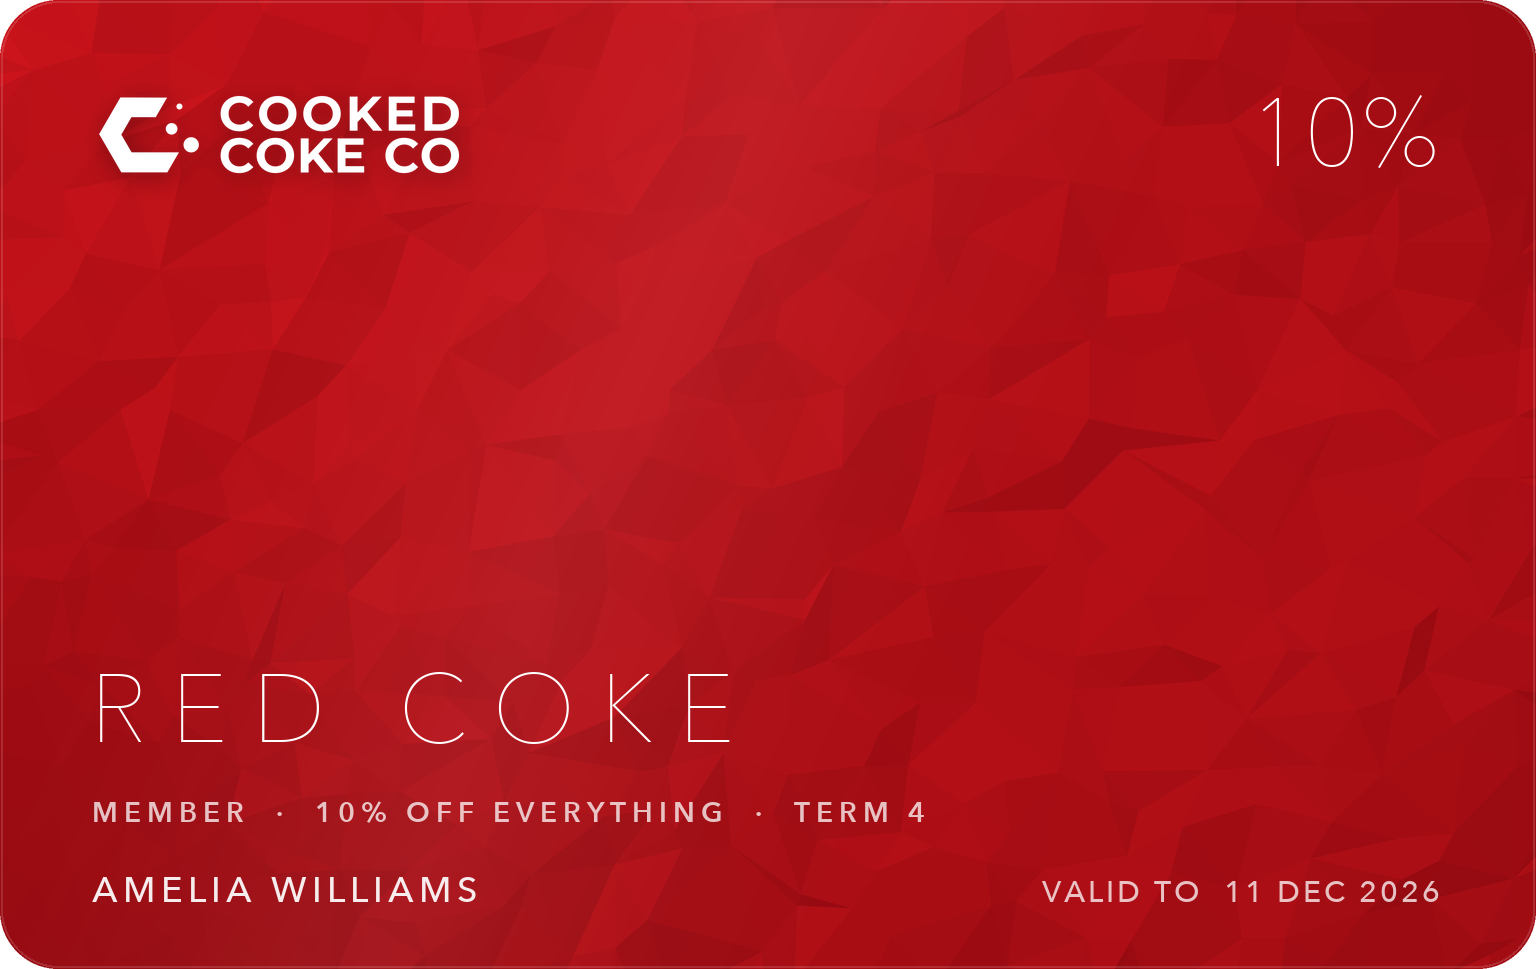 COOKED
COKE CO
10%
RED COKE
MEMBER · 10% OFF EVERYTHING · TERM 4
AMELIA WILLIAMS
VALID TO 11 DEC 2026